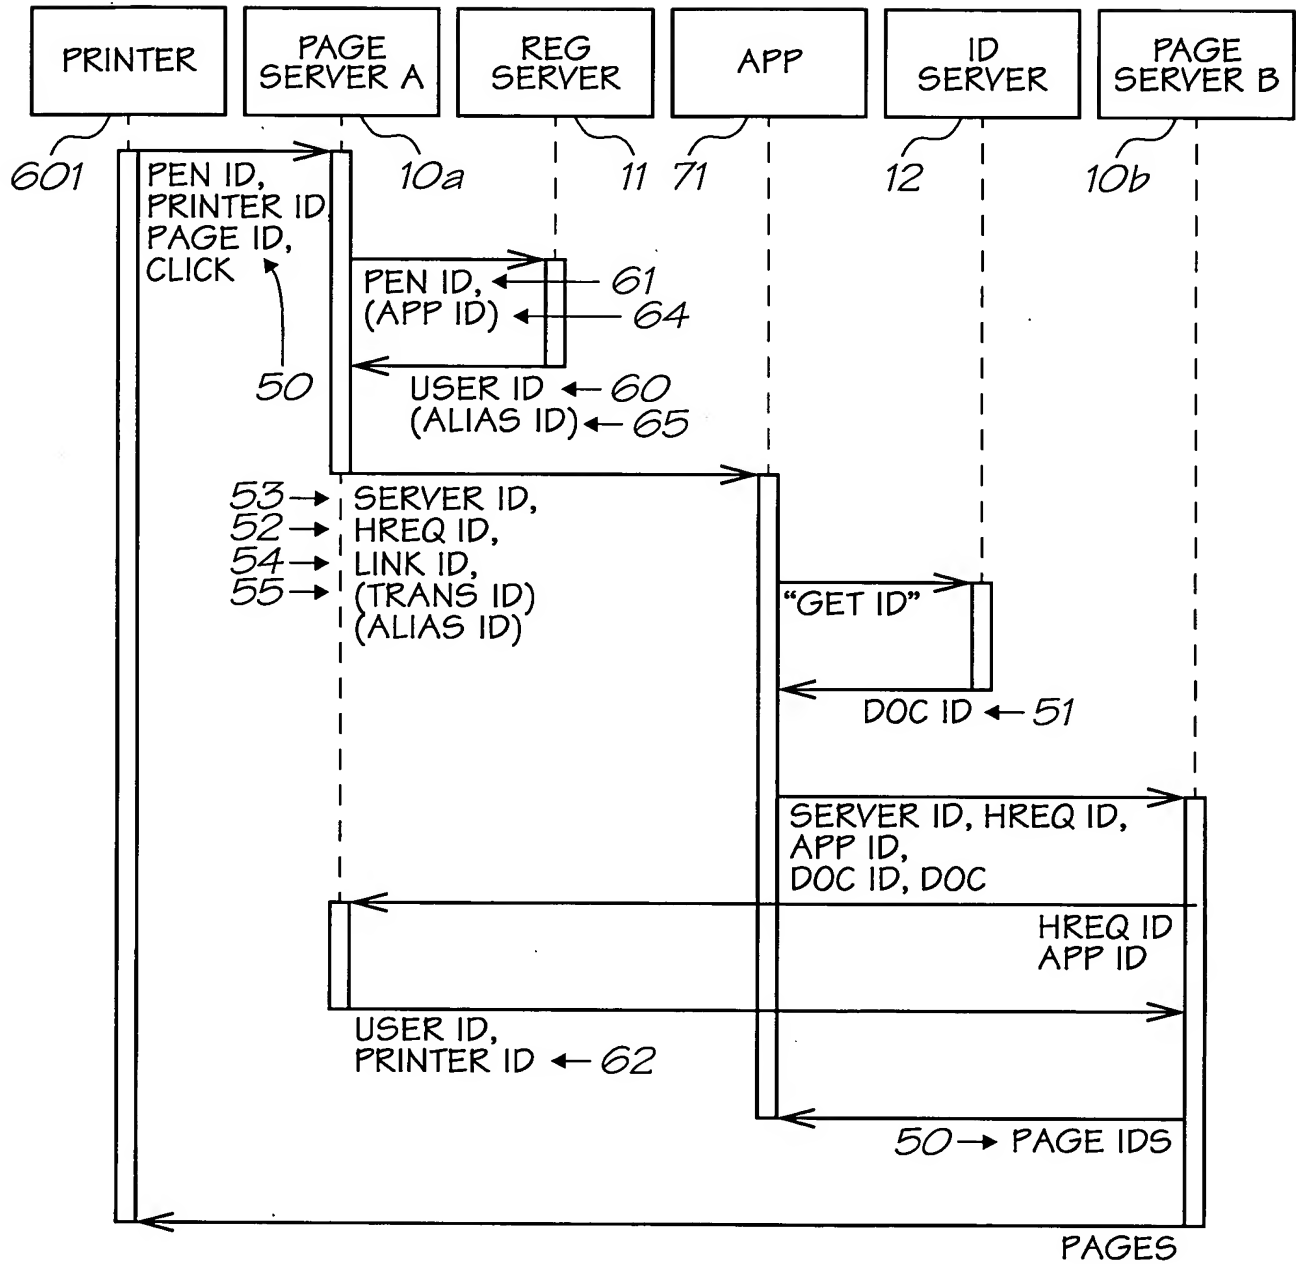 PRINTER
PAGE
SERVER A
REG
SERVER
APP
ID
SERVER
PAGE
SERVER B
601
10a
11
71
12
10b
PEN ID,
PRINTER ID
PAGE ID,
CLICK
50
PEN ID,
61
(APP ID)
64
USER ID
60
(ALIAS ID)
65
53
SERVER ID,
52
HREQ ID,
54
LINK ID,
55
(TRANS ID)
(ALIAS ID)
“GET ID”
DOC ID
51
SERVER ID, HREQ ID,
APP ID,
DOC ID, DOC
HREQ ID
APP ID
USER ID,
PRINTER ID
62
50
PAGE IDS
PAGES